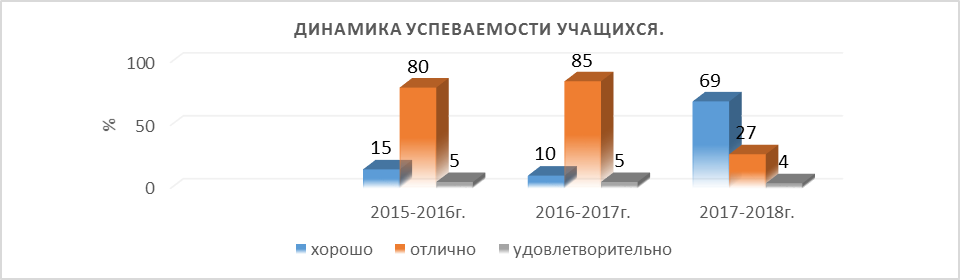 ДИНАМИКА УСПЕВАЕМОСТИ УЧАЩИХСЯ.
100
50
0
%
15
80
5
10
85
5
69
27
4
2015-2016г.
2016-2017г.
2017-2018г.
хорошо
отлично
удовлетворительно